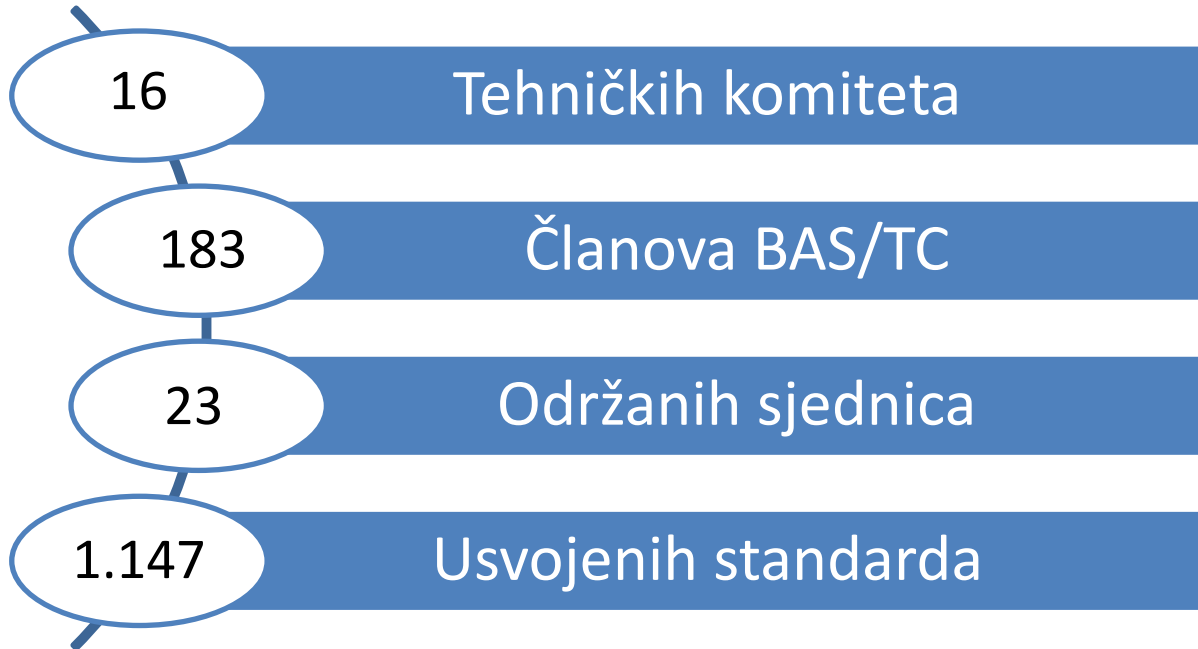 16
Tehničkih komiteta
183
Članova BAS/TC
23
Održanih sjednica
1.147
Usvojenih standarda